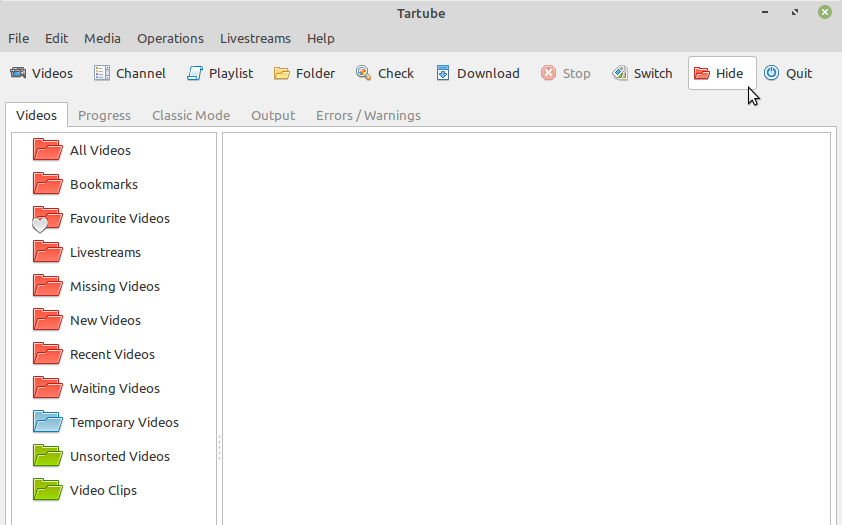 Tartube
File Edit Media Operations Livestreams Help
Videos Channel Playlist Folder Check Download Stop Switch Hide Quit
Videos Progress Classic Mode Output Errors / Warnings
All Videos
Bookmarks
Favourite Videos
Livestreams
Missing Videos
New Videos
Recent Videos
Waiting Videos
Temporary Videos
Unsorted Videos
Video Clips